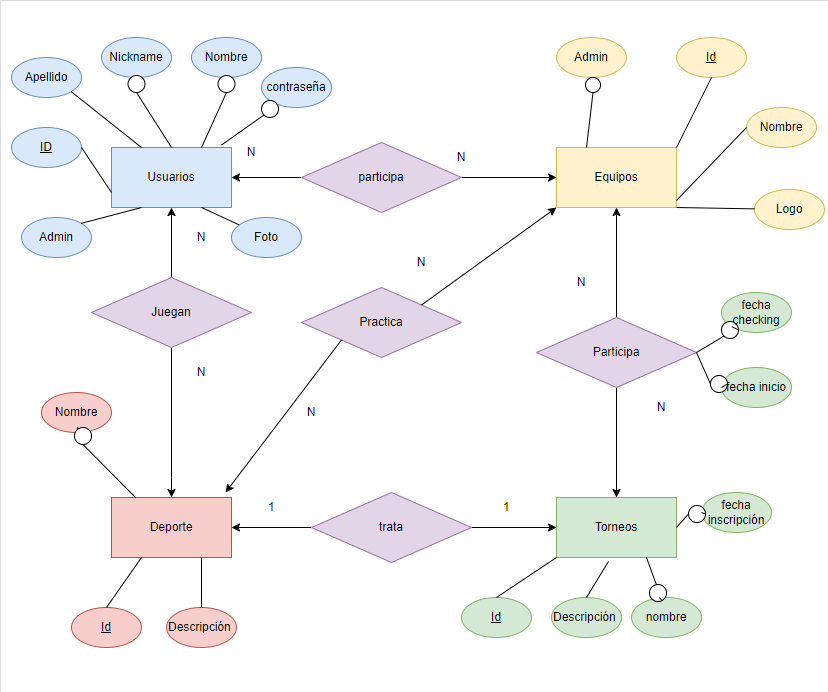 Nickname
Nombre
Admin
Id
Apellido
contraseña
Nombre
ID
N
N
Usuarios
participa
Equipos
Logo
Admin
N
Foto
N
N
fecha
checking
Juegan
Practica
Participa
N
fecha inicio
Nombre
N
N
1
1
fecha
inscripción
Deporte
trata
Torneos
Id
Descripción
Id
Descripción
nombre